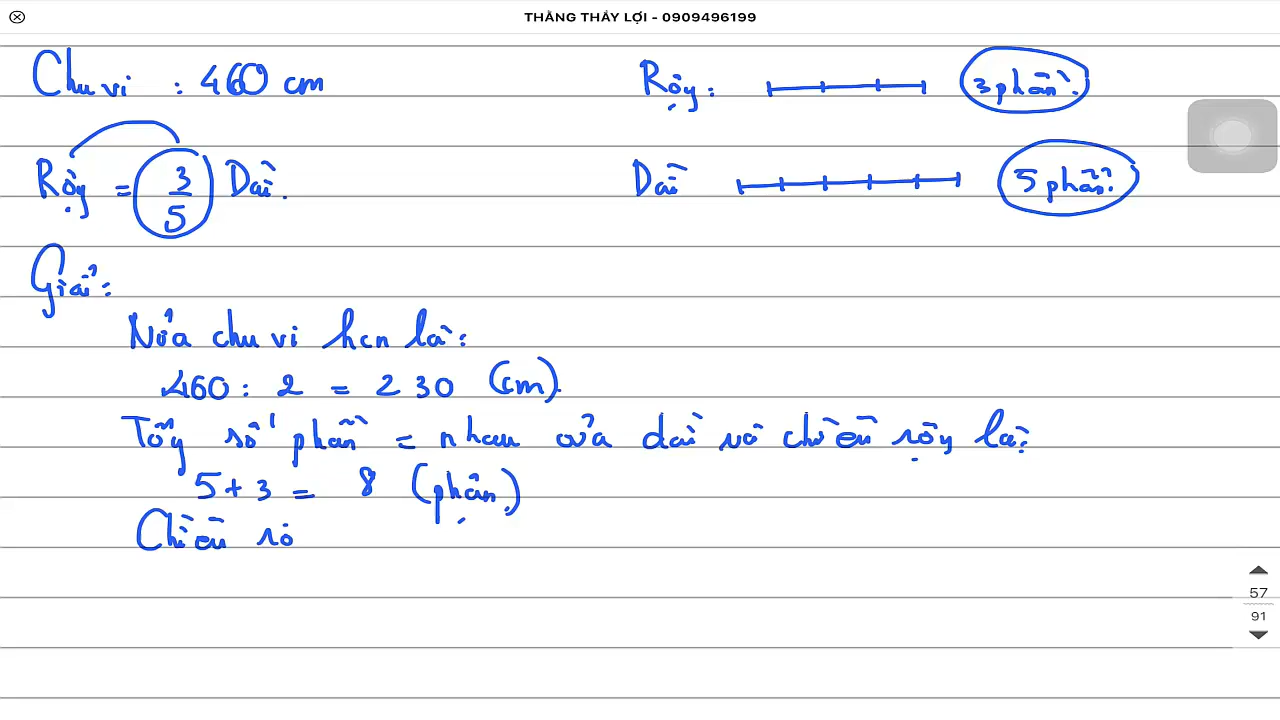 THẮNG THẦY LỢI - 0909496199
Chu vi : 460 cm
Rộng : 3 phần
Rộng = 3/5 Dài.
Dài 5 phần
Giải:
Nửa chu vi hcn là:
460 : 2 = 230 (cm).
Tổng số phần = nhau của dài và chiều rộng là:
5 + 3 = 8 (phần)
Chiều rô
57
91